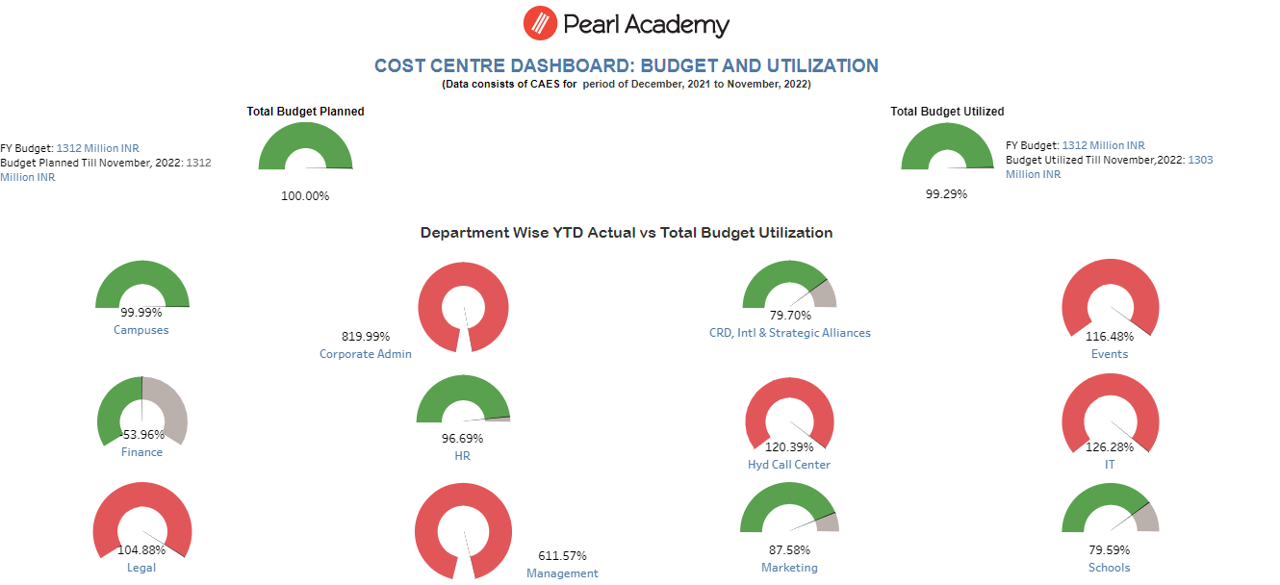 Pearl Academy
COST CENTRE DASHBOARD: BUDGET AND UTILIZATION
(Data consists of CAES for period of December, 2021 to November, 2022)
Total Budget Planned
FY Budget: 1312 Million INR
Budget Planned Till November, 2022: 1312
Million INR
100.00%
Total Budget Utilized
FY Budget: 1312 Million INR
Budget Utilized Till November,2022: 1303
Million INR
99.29%
Department Wise YTD Actual vs Total Budget Utilization
99.99%
Campuses
819.99%
Corporate Admin
79.70%
CRD, Intl & Strategic Alliances
116.48%
Events
-53.96%
Finance
96.69%
HR
120.39%
Hyd Call Center
126.28%
IT
104.88%
Legal
611.57%
Management
87.58%
Marketing
79.59%
Schools